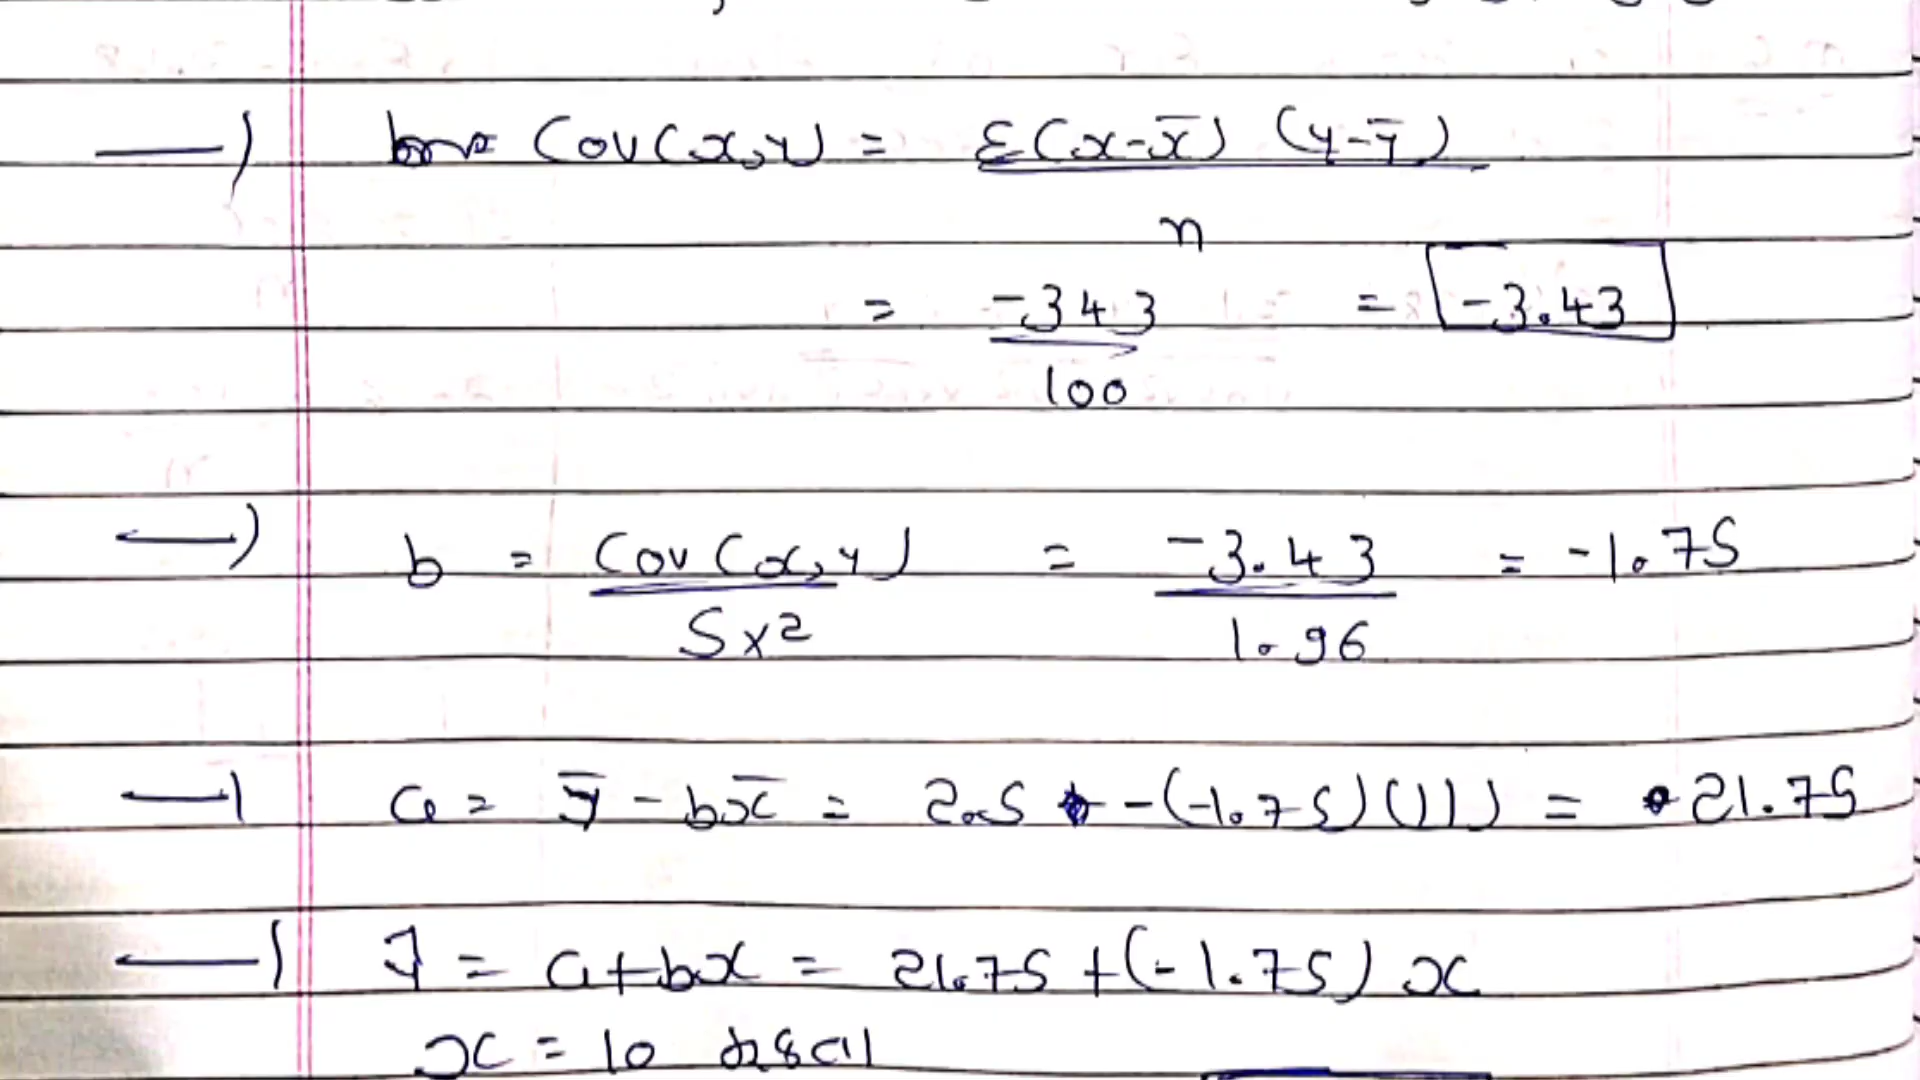 Cov(x,y) = Σ(x-x̄) (y-ȳ)
n
= -343 = -3.43
100
b = Cov(x,y) = -3.43 = -1.75
Sx2 1.96
a = ȳ - bx̄ = 2.5 -(-1.75)(11) = 21.75
ŷ = a+bx = 21.75 +(-1.75) x
x = 10